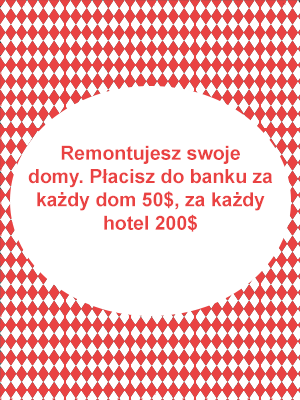 Remontujesz swoje
domy. Płacisz do banku za
każdy dom 50$, za każdy
hotel 200$